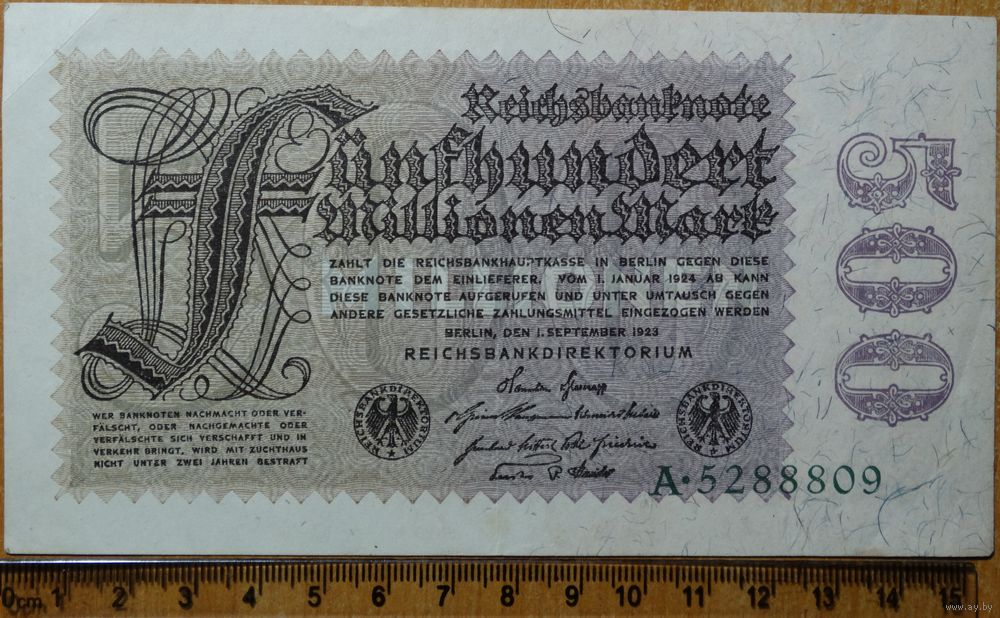 Reichsbanknote
Fünfhundert
Millionen Mark
ZAHLT DIE REICHSBANKHAUPTKASSE IN BERLIN GEGEN DIESE
BANKNOTE DEM EINLIEFERER. VOM 1. JANUAR 1924 AB KANN
DIESE BANKNOTE AUFGERUFEN UND UNTER UMTAUSCH GEGEN
ANDERE GESETZLICHE ZAHLUNGSMITTEL EINGEZOGEN WERDEN
BERLIN, DEN 1. SEPTEMBER 1923
REICHSBANKDIREKTORIUM
500
REICHSBANKDIREKTORIUM
REICHSBANKDIREKTORIUM
WER BANKNOTEN NACHMACHT ODER VER-
FÄLSCHT, ODER NACHGEMACHTE ODER
VERFÄLSCHTE SICH VERSCHAFFT UND IN
VERKEHR BRINGT, WIRD MIT ZUCHTHAUS
NICHT UNTER ZWEI JAHREN BESTRAFT
A·5288809
0cm 1 2 3 4 5 6 7 8 9 10 11 12 13 14 15
www.ay.by